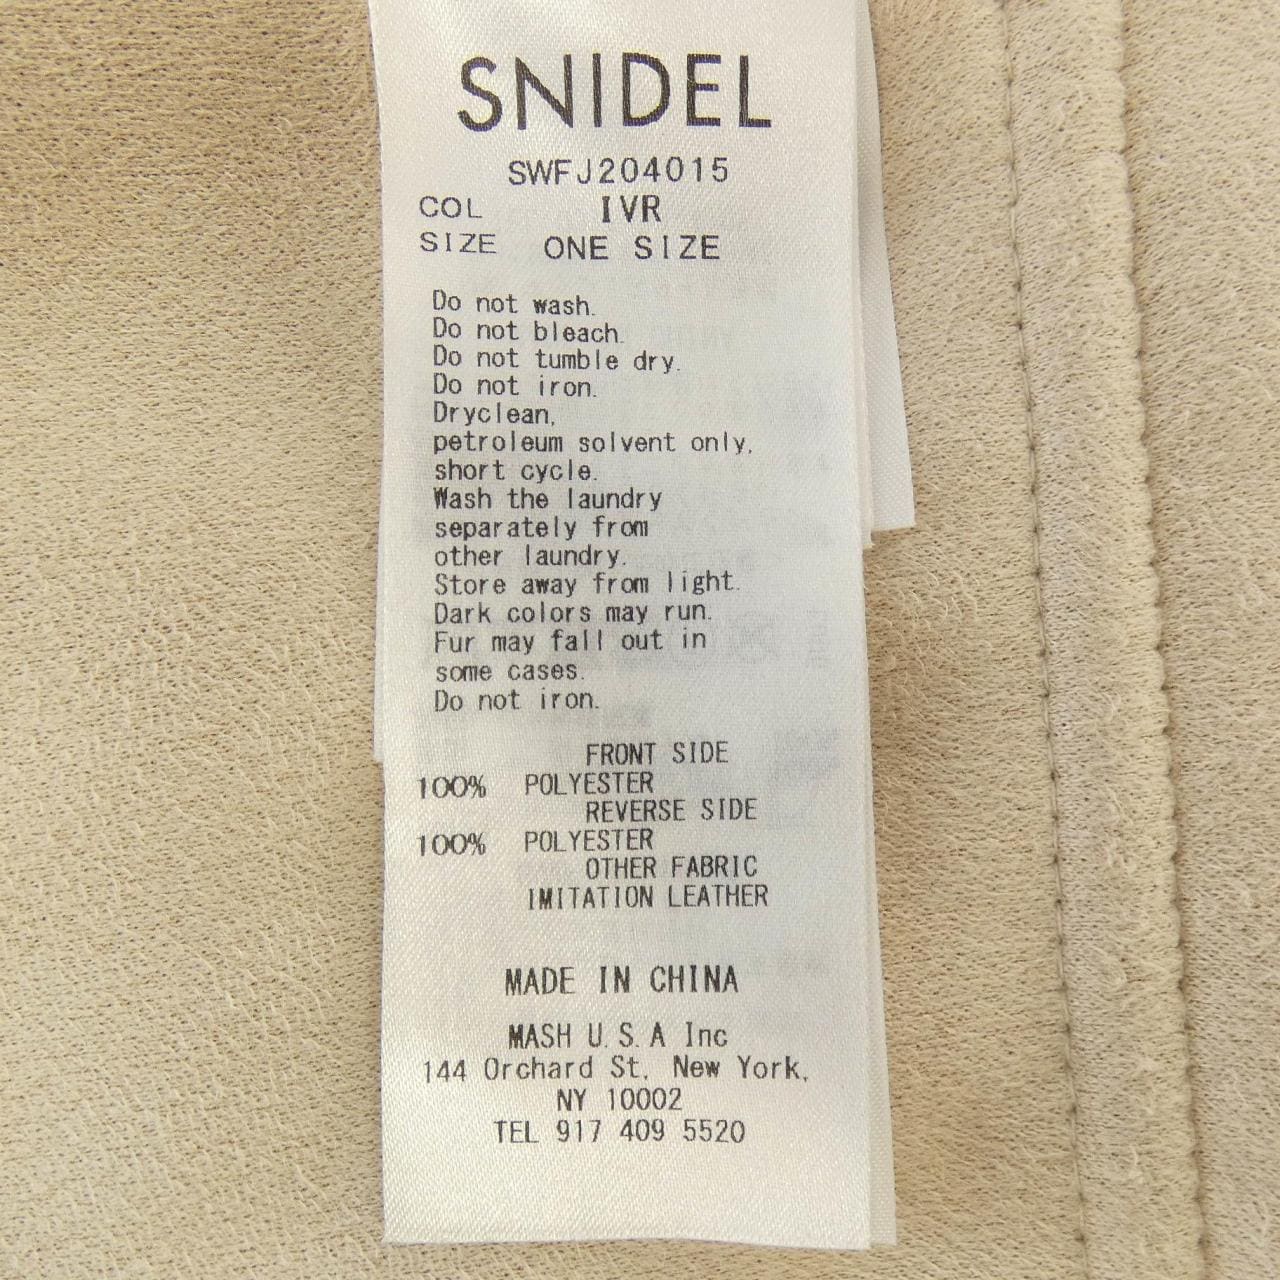 SNIDEL
SWFJ204015
COL IVR
SIZE ONE SIZE
Do not wash.
Do not bleach.
Do not tumble dry.
Do not iron.
Dryclean,
petroleum solvent only,
short cycle.
Wash the laundry
separately from
other laundry.
Store away from light.
Dark colors may run.
Fur may fall out in
some cases.
Do not iron.
FRONT SIDE
100% POLYESTER
REVERSE SIDE
100% POLYESTER
OTHER FABRIC
IMITATION LEATHER
MADE IN CHINA
MASH U.S.A Inc
144 Orchard St, New York,
NY 10002
TEL 917 409 5520